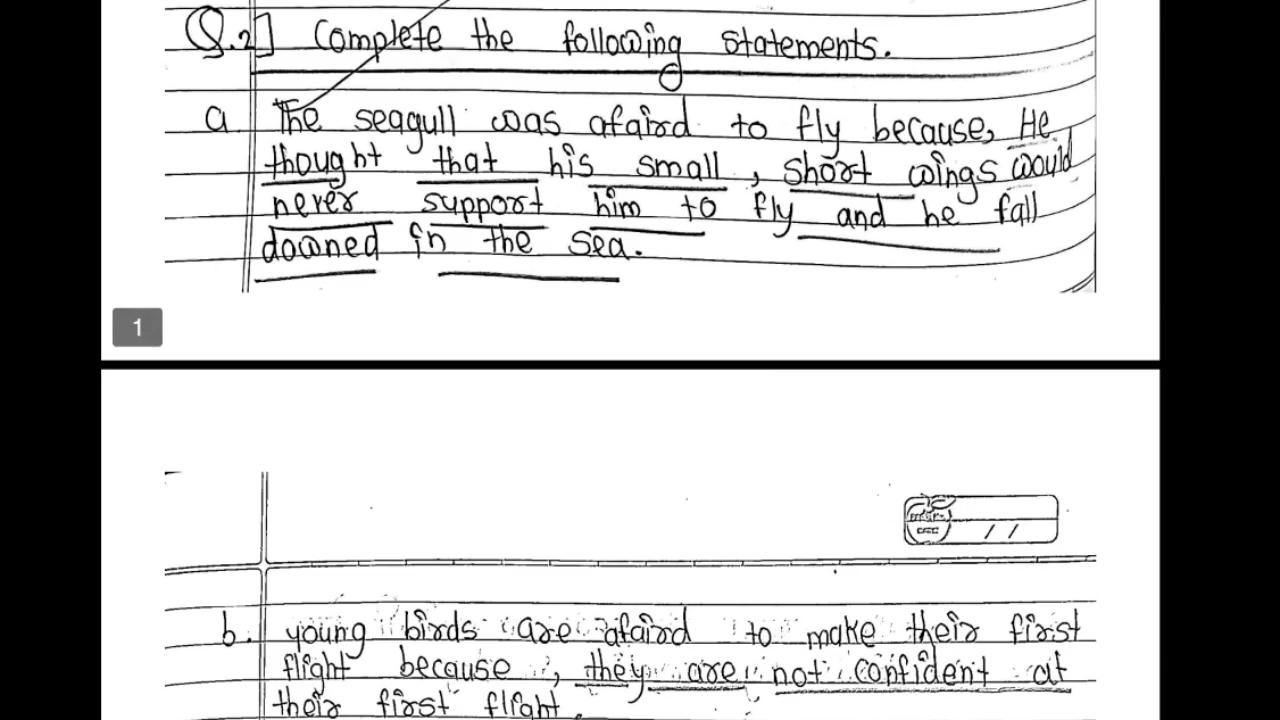 Q.2] Complete the following statements.
a. The seagull was afaird to fly because, He
thought that his small, short wings would
never support him to fly and he fall
downed in the sea.
1
b. young birds are afaird to make their first
flight because, they are not confident at
their first flight.